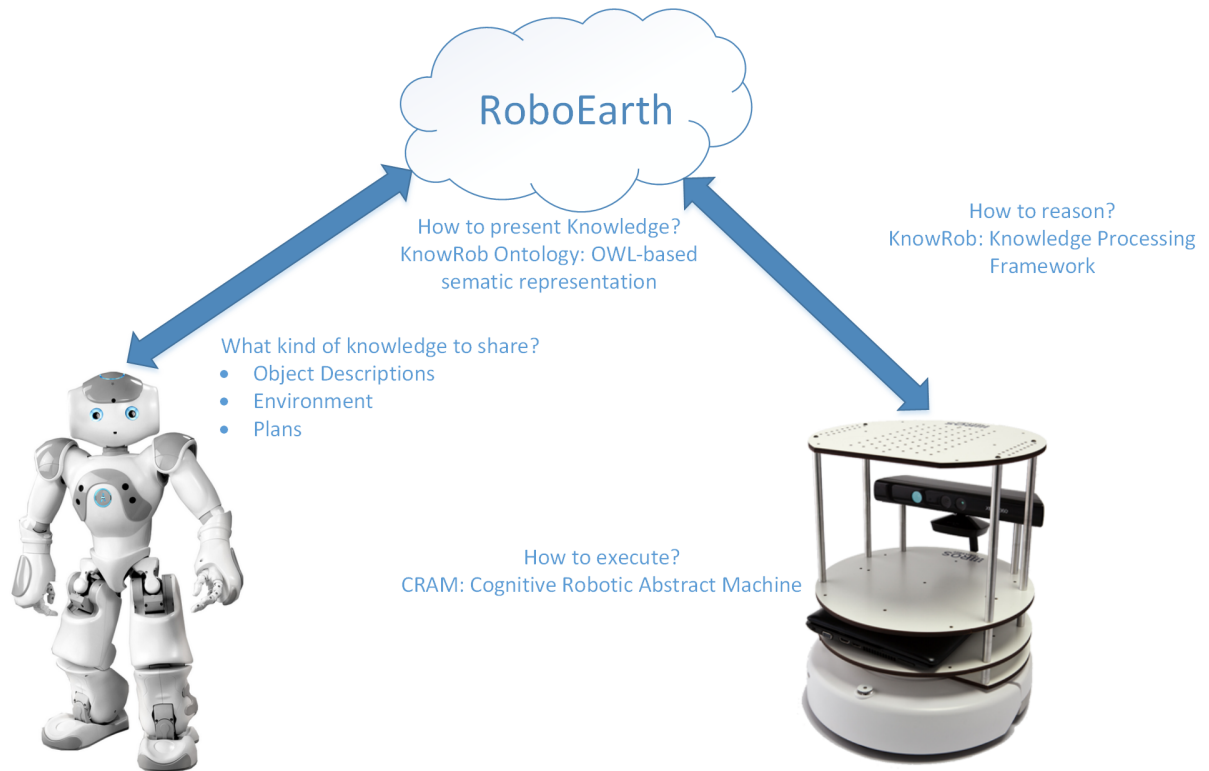 RoboEarth
How to present Knowledge?
KnowRob Ontology: OWL-based
sematic representation
How to reason?
KnowRob: Knowledge Processing
Framework
What kind of knowledge to share?
• Object Descriptions
• Environment
• Plans
How to execute?
CRAM: Cognitive Robotic Abstract Machine